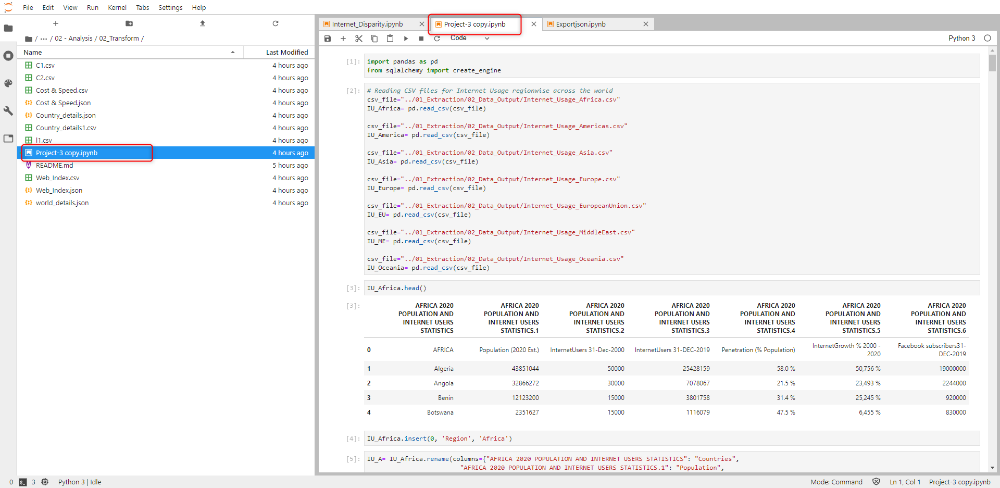 File Edit View Run Kernel Tabs Settings Help
/ ··· / 02 - Analysis / 02_Transform /
Name Last Modified
C1.csv 4 hours ago
C2.csv 4 hours ago
Cost & Speed.csv 4 hours ago
Cost & Speed.json 4 hours ago
Country_details.json 4 hours ago
Country_details1.csv 4 hours ago
I1.csv 4 hours ago
Project-3 copy.ipynb 4 hours ago
README.md 5 hours ago
Web_Index.csv 4 hours ago
Web_Index.json 4 hours ago
world_details.json 4 hours ago
Internet_Disparity.ipynb Project-3 copy.ipynb Exportjson.ipynb
Code Python 3
[1]: import pandas as pd
from sqlalchemy import create_engine
[2]: # Reading CSV files for Internet Usage regionwise across the world
csv_file="../01_Extraction/02_Data_Output/Internet_Usage_Africa.csv"
IU_Africa= pd.read_csv(csv_file)
csv_file="../01_Extraction/02_Data_Output/Internet_Usage_Americas.csv"
IU_America= pd.read_csv(csv_file)
csv_file="../01_Extraction/02_Data_Output/Internet_Usage_Asia.csv"
IU_Asia= pd.read_csv(csv_file)
csv_file="../01_Extraction/02_Data_Output/Internet_Usage_Europe.csv"
IU_Europe= pd.read_csv(csv_file)
csv_file="../01_Extraction/02_Data_Output/Internet_Usage_EuropeanUnion.csv"
IU_EU= pd.read_csv(csv_file)
csv_file="../01_Extraction/02_Data_Output/Internet_Usage_MiddleEast.csv"
IU_ME= pd.read_csv(csv_file)
csv_file="../01_Extraction/02_Data_Output/Internet_Usage_Oceania.csv"
IU_Oceania= pd.read_csv(csv_file)
[3]: IU_Africa.head()
[3]: AFRICA 2020 AFRICA 2020 AFRICA 2020 AFRICA 2020 AFRICA 2020 AFRICA 2020 AFRICA 2020
POPULATION AND POPULATION AND POPULATION AND POPULATION AND POPULATION AND POPULATION AND POPULATION AND
INTERNET USERS INTERNET USERS INTERNET USERS INTERNET USERS INTERNET USERS INTERNET USERS INTERNET USERS
STATISTICS STATISTICS.1 STATISTICS.2 STATISTICS.3 STATISTICS.4 STATISTICS.5 STATISTICS.6
0 AFRICA Population (2020 Est.) InternetUsers 31-Dec-2000 InternetUsers 31-DEC-2019 Penetration (% Population) InternetGrowth % 2000 - 2020 Facebook subscribers31-DEC-2019
1 Algeria 43851044 50000 25428159 58.0 % 50,756 % 19000000
2 Angola 32866272 30000 7078067 21.5 % 23,493 % 2244000
3 Benin 12123200 15000 3801758 31.4 % 25,245 % 920000
4 Botswana 2351627 15000 1116079 47.5 % 6,455 % 830000
[4]: IU_Africa.insert(0, 'Region', 'Africa')
[5]: IU_A= IU_Africa.rename(columns={"AFRICA 2020 POPULATION AND INTERNET USERS STATISTICS": "Countries",
"AFRICA 2020 POPULATION AND INTERNET USERS STATISTICS.1": "Population",
0 $_ 3 Python 3 | Idle Mode: Command Ln 1, Col 1 Project-3 copy.ipynb